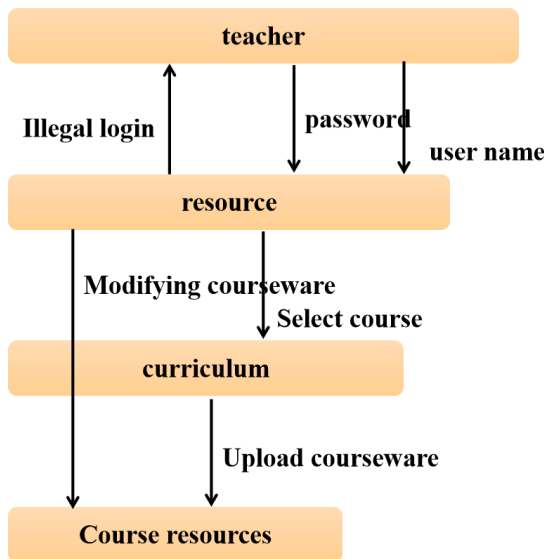 teacher
Illegal login
password
user name
resource
Modifying courseware
Select course
curriculum
Upload courseware
Course resources